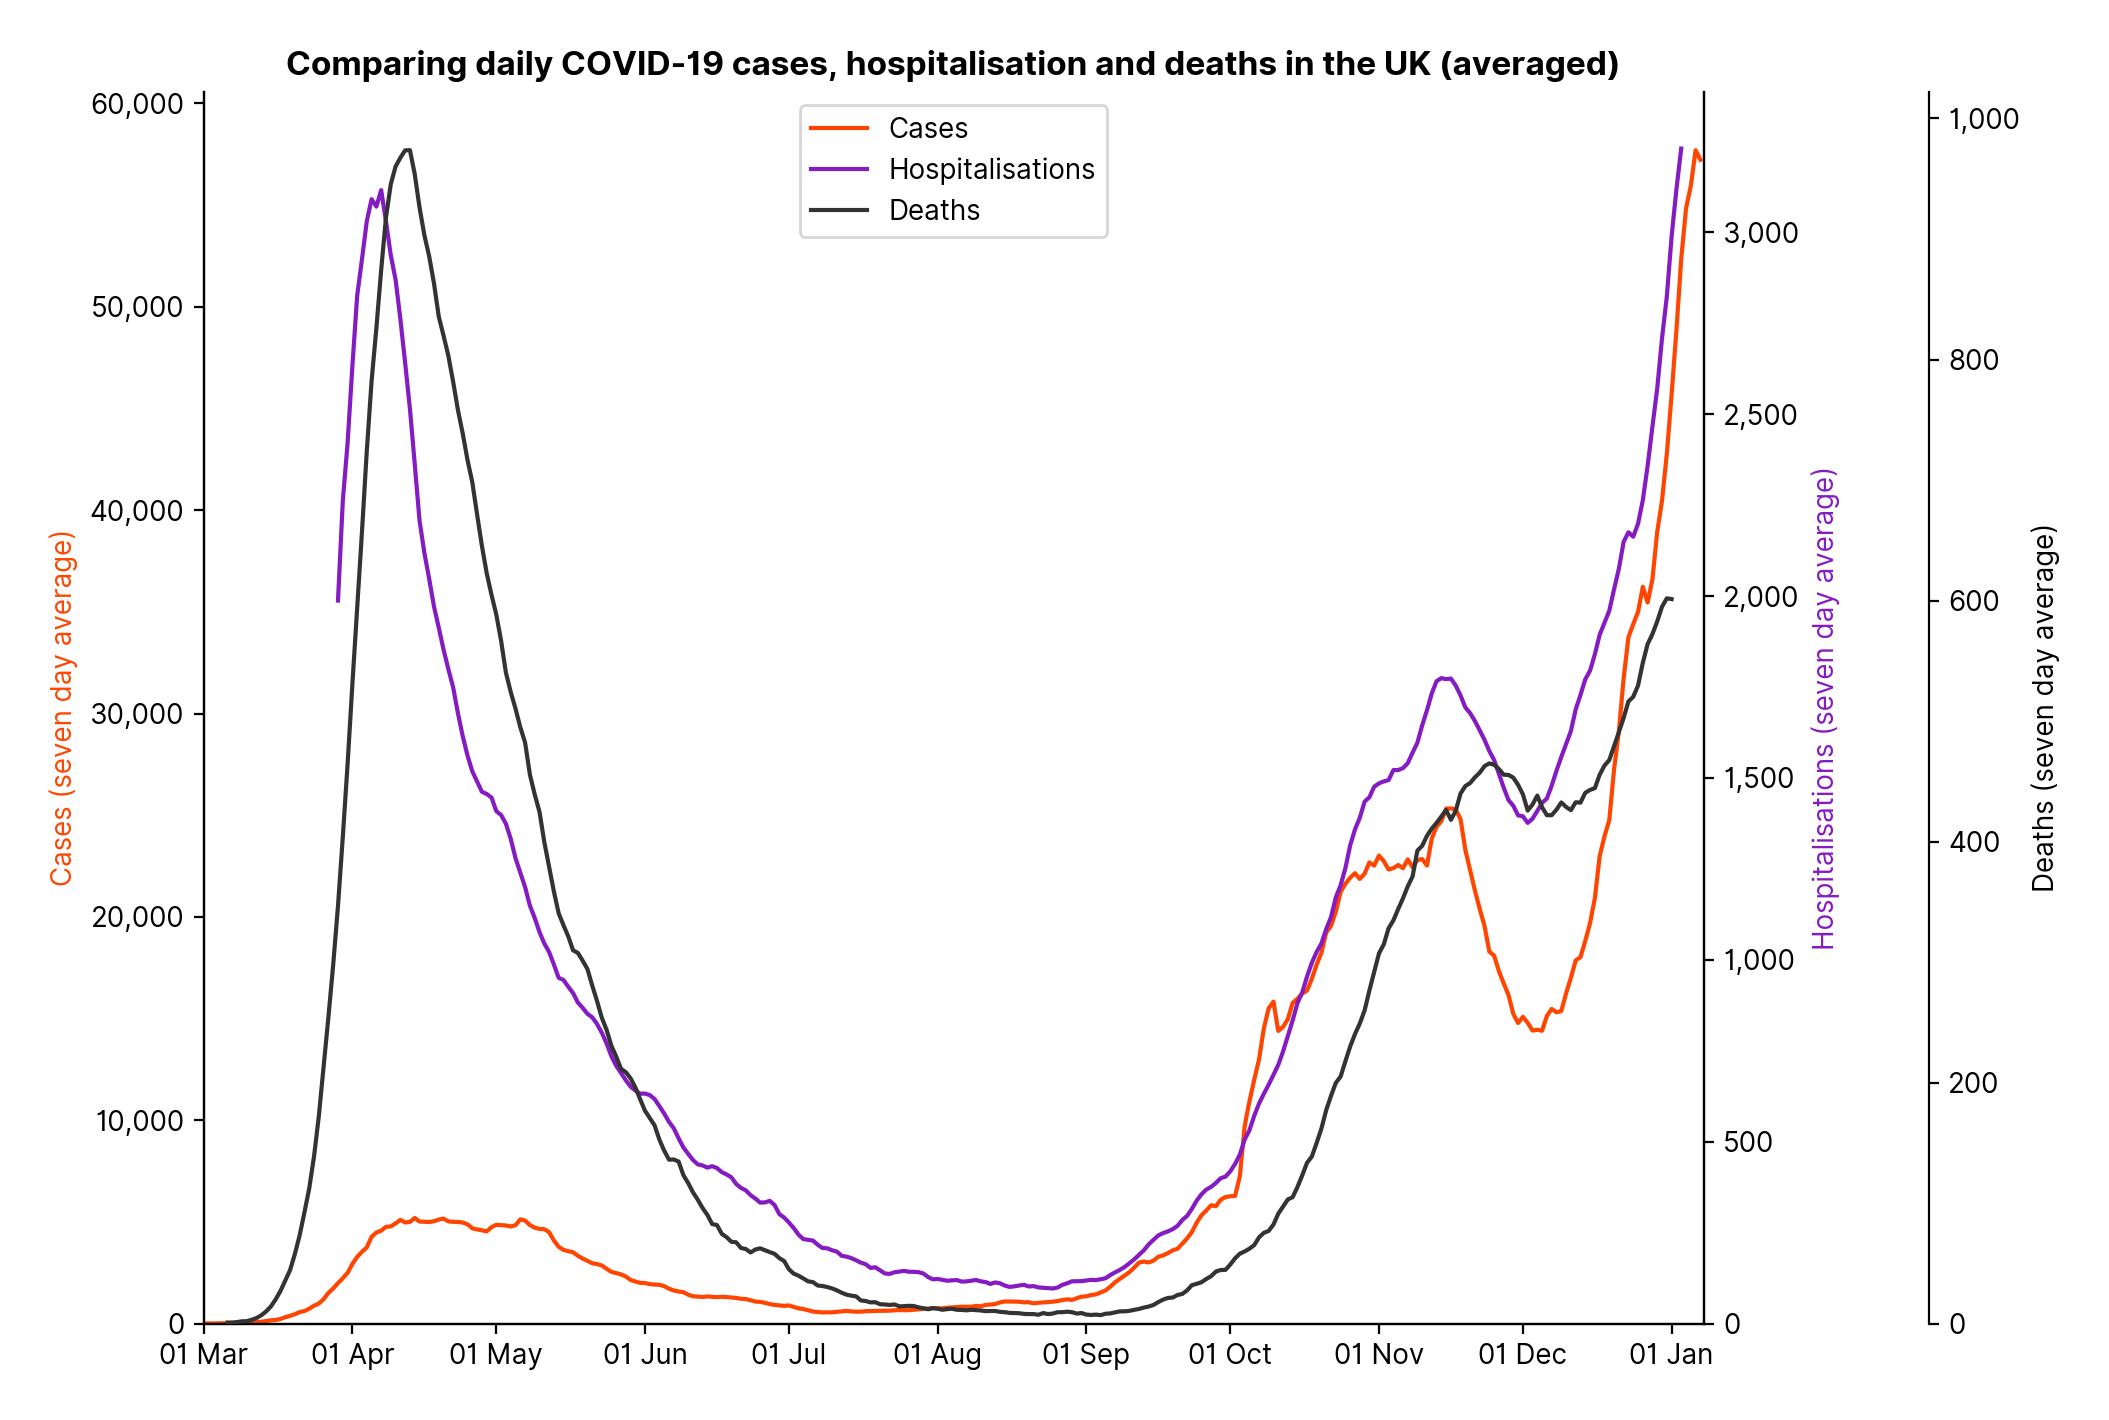 Comparing daily COVID-19 cases, hospitalisation and deaths in the UK (averaged)
Cases
Hospitalisations
Deaths
Cases (seven day average)
60,000
50,000
40,000
30,000
20,000
10,000
0
01 Mar
01 Apr
01 May
01 Jun
01 Jul
01 Aug
01 Sep
01 Oct
01 Nov
01 Dec
01 Jan
3,000
2,500
2,000
1,500
1,000
500
0
Hospitalisations (seven day average)
1,000
800
600
400
200
0
Deaths (seven day average)